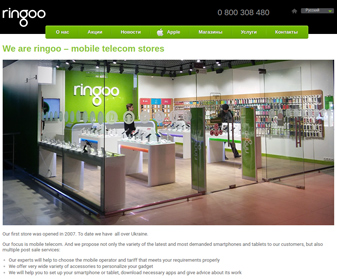 ringoo
0 800 308 480
Русский
О нас
Акции
Новости
Apple
Магазины
Услуги
Контакты
We are ringoo – mobile telecom stores
ringoo
Our first store was opened in 2007. To date we have all over Ukraine.
Our focus is mobile telecom. And we propose not only the variety of the latest and most demanded smartphones and tablets to our customers, but also
multiple post sale services:
We
Our experts will help to choose the mobile operator and tariff that meets your requirements properly
We offer very wide variety of accessories to personalize your gadget
We will help you to set up your smartphone or tablet, download necessary apps and give advice about its work